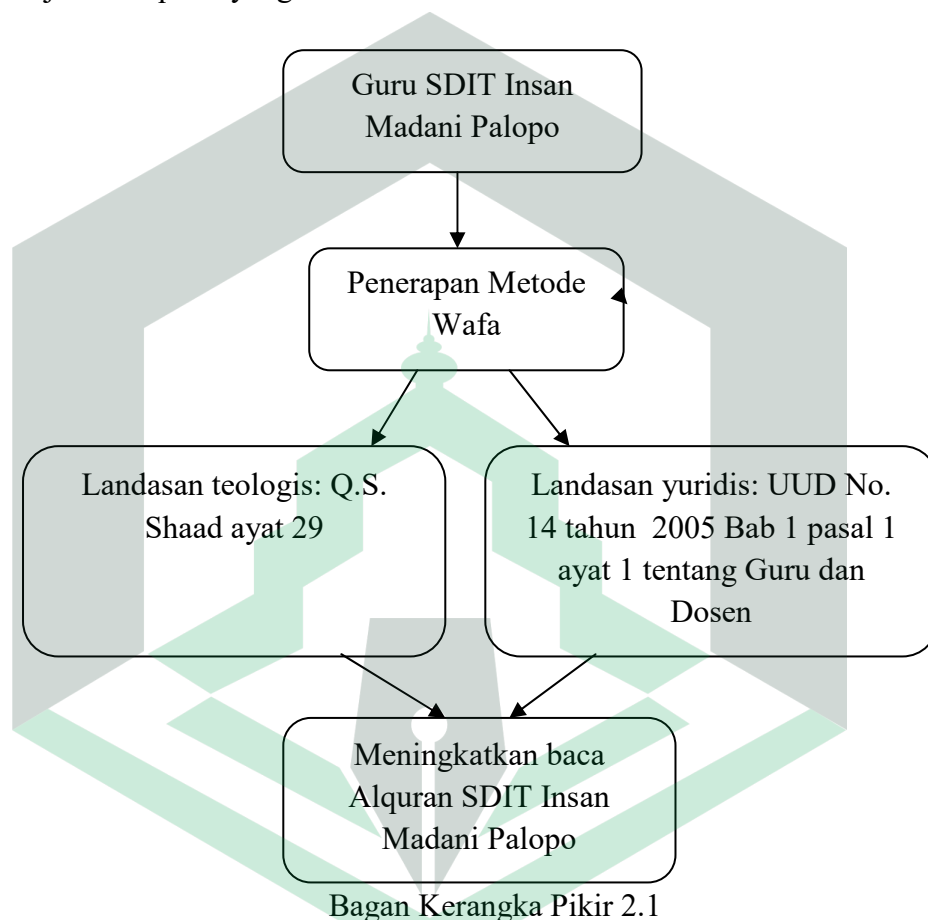 Guru SDIT Insan
Madani Palopo
Penerapan Metode
Wafa
Landasan teologis: Q.S.
Shaad ayat 29
Landasan yuridis: UUD No.
14 tahun 2005 Bab 1 pasal 1
ayat 1 tentang Guru dan
Dosen
Meningkatkan baca
Alquran SDIT Insan
Madani Palopo
Bagan Kerangka Pikir 2.1